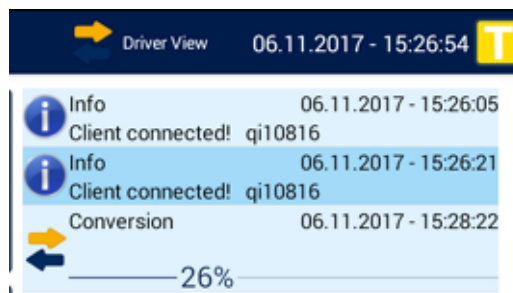 Driver View 06.11.2017 - 15:26:54 T
Info 06.11.2017 - 15:26:05
Client connected! qi10816
Info 06.11.2017 - 15:26:21
Client connected! qi10816
Conversion 06.11.2017 - 15:28:22
26%